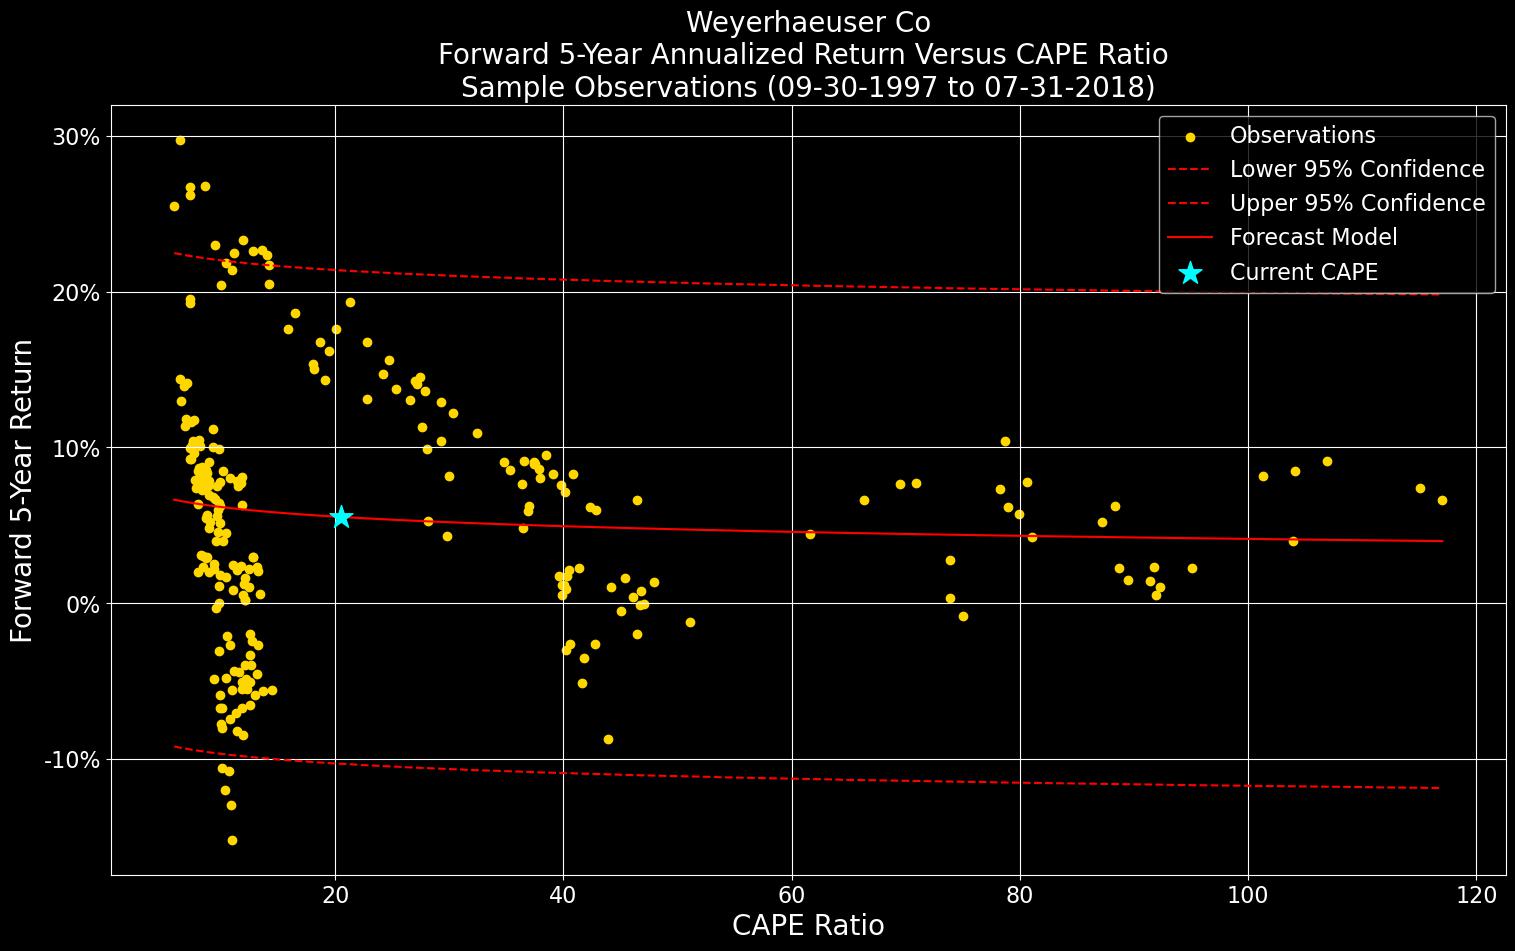 Weyerhaeuser Co
Forward 5-Year Annualized Return Versus CAPE Ratio
Sample Observations (09-30-1997 to 07-31-2018)
Observations
Lower 95% Confidence
Upper 95% Confidence
Forecast Model
Current CAPE
Forward 5-Year Return
30%
20%
10%
0%
-10%
20
40
60
80
100
120
CAPE Ratio